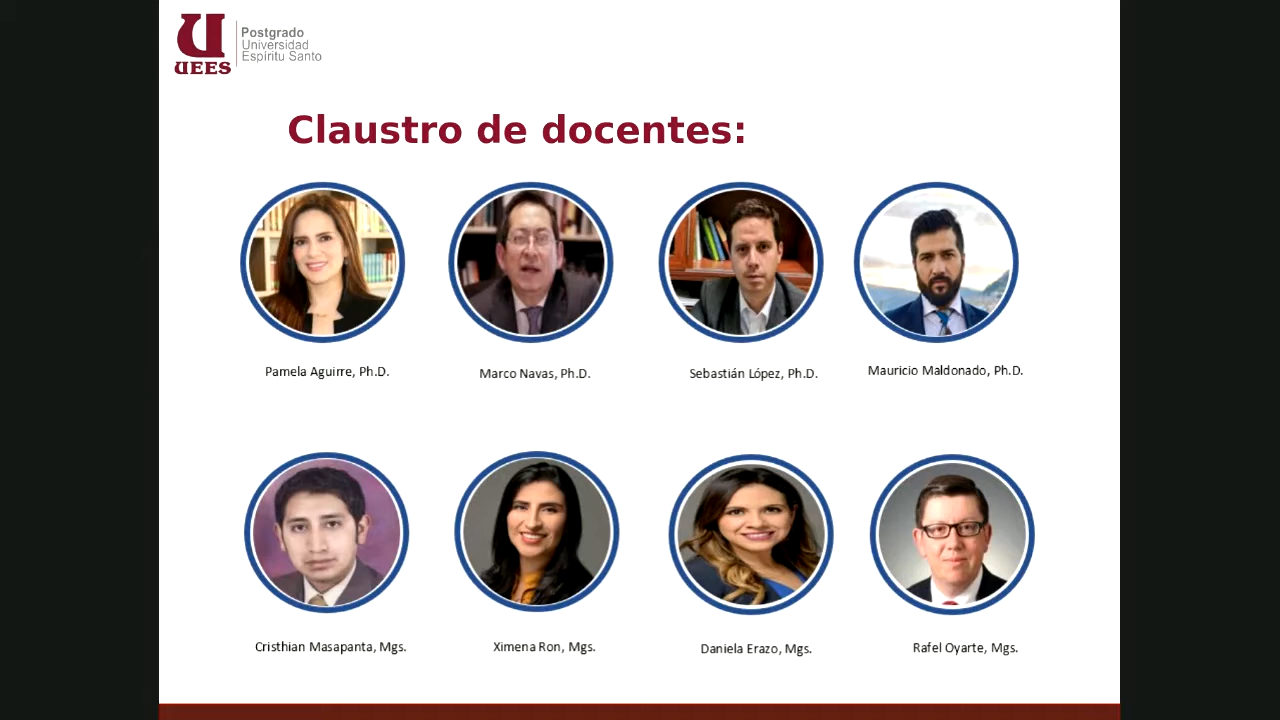 UEES
Postgrado
Universidad
Espíritu Santo
Claustro de docentes:
Pamela Aguirre, Ph.D.
Marco Navas, Ph.D.
Sebastián López, Ph.D.
Mauricio Maldonado, Ph.D.
Cristhian Masapanta, Mgs.
Ximena Ron, Mgs.
Daniela Erazo, Mgs.
Rafel Oyarte, Mgs.